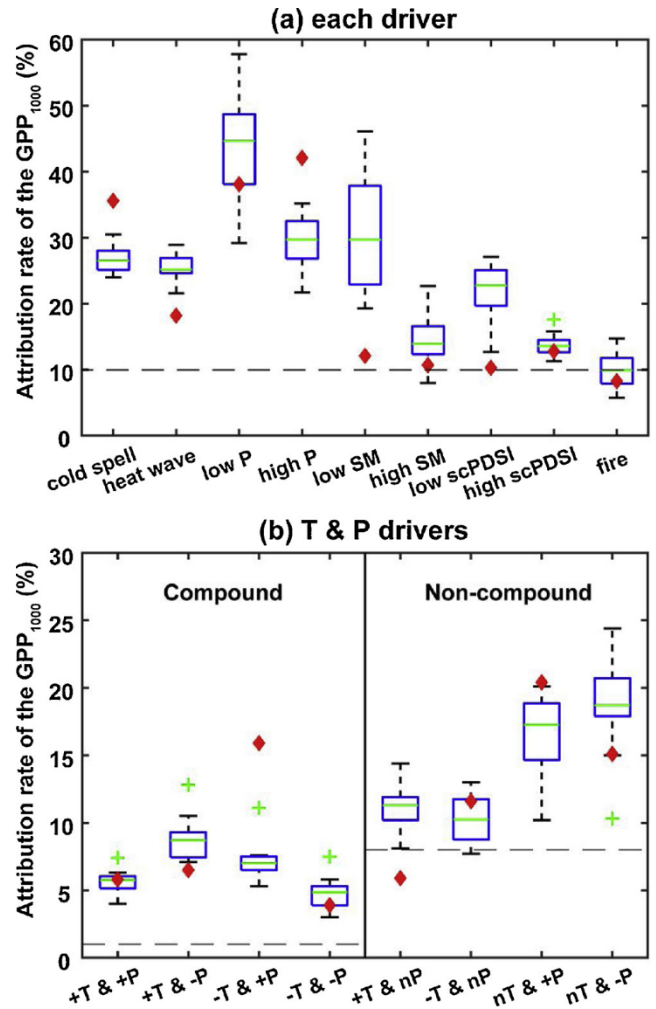 (a) each driver
Attribution rate of the GPP1000 (%)
60
50
40
30
20
10
0
cold spell
heat wave
low P
high P
low SM
high SM
low scPDSI
high scPDSI
fire
(b) T & P drivers
Attribution rate of the GPP1000 (%)
30
25
20
15
10
5
0
Compound
Non-compound
+T & +P
+T & -P
-T & +P
-T & -P
+T & nP
-T & nP
nT & +P
nT & -P